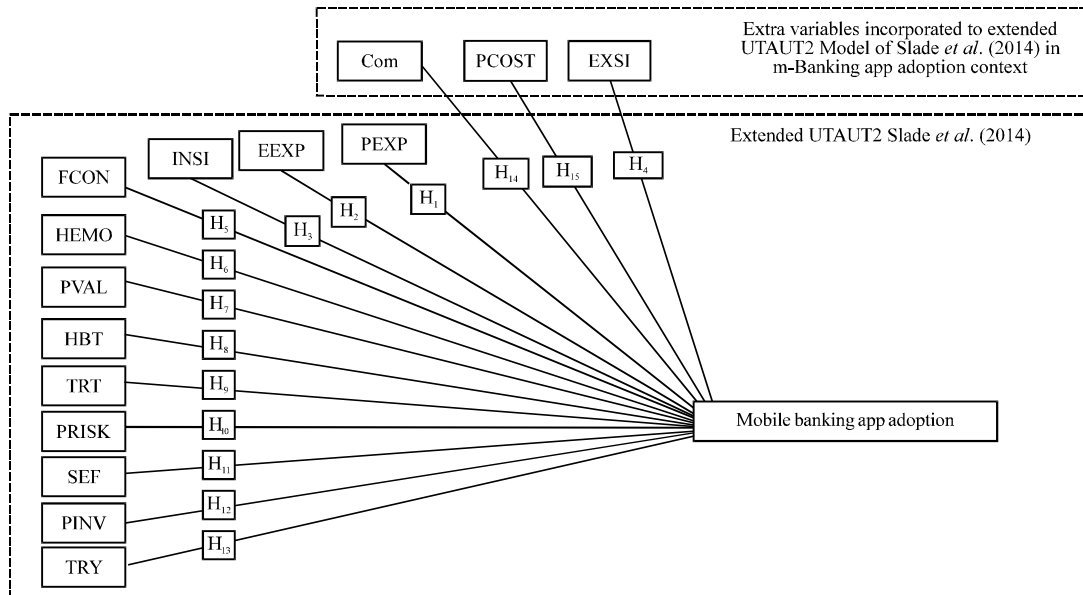 Extra variables incorporated to extended
UTAUT2 Model of Slade et al. (2014) in
m-Banking app adoption context
Com
PCOST
EXSI
Extended UTAUT2 Slade et al. (2014)
PEXP
EEXP
INSI
FCON
HEMO
PVAL
HBT
TRT
PRISK
SEF
PINV
TRY
H14
H15
H4
H1
H2
H3
H5
H6
H7
H8
H9
H10
H11
H12
H13
Mobile banking app adoption